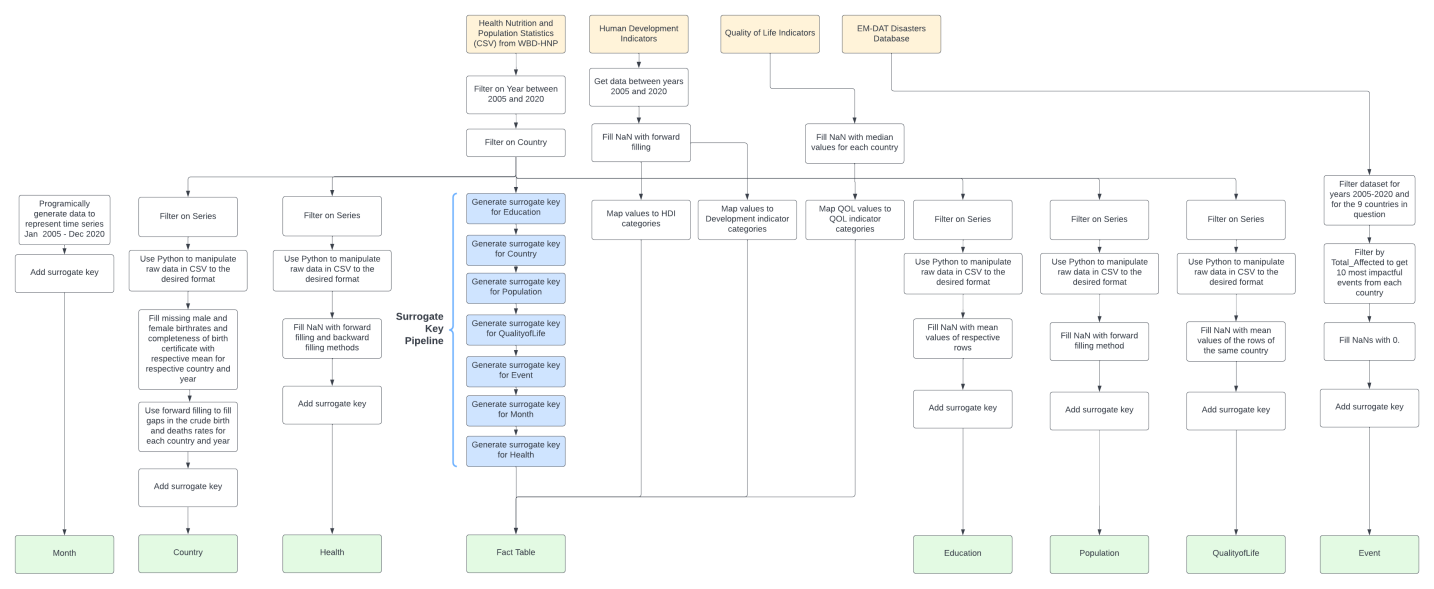 Health Nutrition and
Population Statistics
(CSV) from WBD-HNP
Human Development
Indicators
Quality of Life Indicators
EM-DAT Disasters
Database
Filter on Year between
2005 and 2020
Get data between years
2005 and 2020
Filter on Country
Fill NaN with forward
filling
Fill NaN with median
values for each country
Programically
generate data to
represent time series
Jan  2005 - Dec 2020
Add surrogate key
Month
Filter on Series
Use Python to manipulate
raw data in CSV to the
desired format
Fill missing male and
female birthrates and
completeness of birth
certificate with
respective mean for
respective country and
year
Use forward filling to fill
gaps in the crude birth
and deaths rates for
each country and year
Add surrogate key
Country
Filter on Series
Use Python to manipulate
raw data in CSV to the
desired format
Fill NaN with forward
filling and backward
filling methods
Add surrogate key
Health
Surrogate
Key
Pipeline
Generate surrogate key
for Education
Generate surrogate key
for Country
Generate surrogate key
for Population
Generate surrogate key
for QualityofLife
Generate surrogate key
for Event
Generate surrogate key
for Month
Generate surrogate key
for Health
Fact Table
Map values to HDI
categories
Map values to
Development indicator
categories
Map QOL values to
QOL indicator
categories
Filter on Series
Use Python to manipulate
raw data in CSV to the
desired format
Fill NaN with mean
values of respective
rows
Add surrogate key
Education
Filter on Series
Use Python to manipulate
raw data in CSV to the
desired format
Fill NaN with forward
filling method
Add surrogate key
Population
Filter on Series
Use Python to manipulate
raw data in CSV to the
desired format
Fill NaN with mean
values of the rows of
the same country
Add surrogate key
QualityofLife
Filter dataset for
years 2005-2020 and
for the 9 countries in
question
Filter by
Total_Affected to get
10 most impactful
events from each
country
Fill NaNs with 0.
Add surrogate key
Event